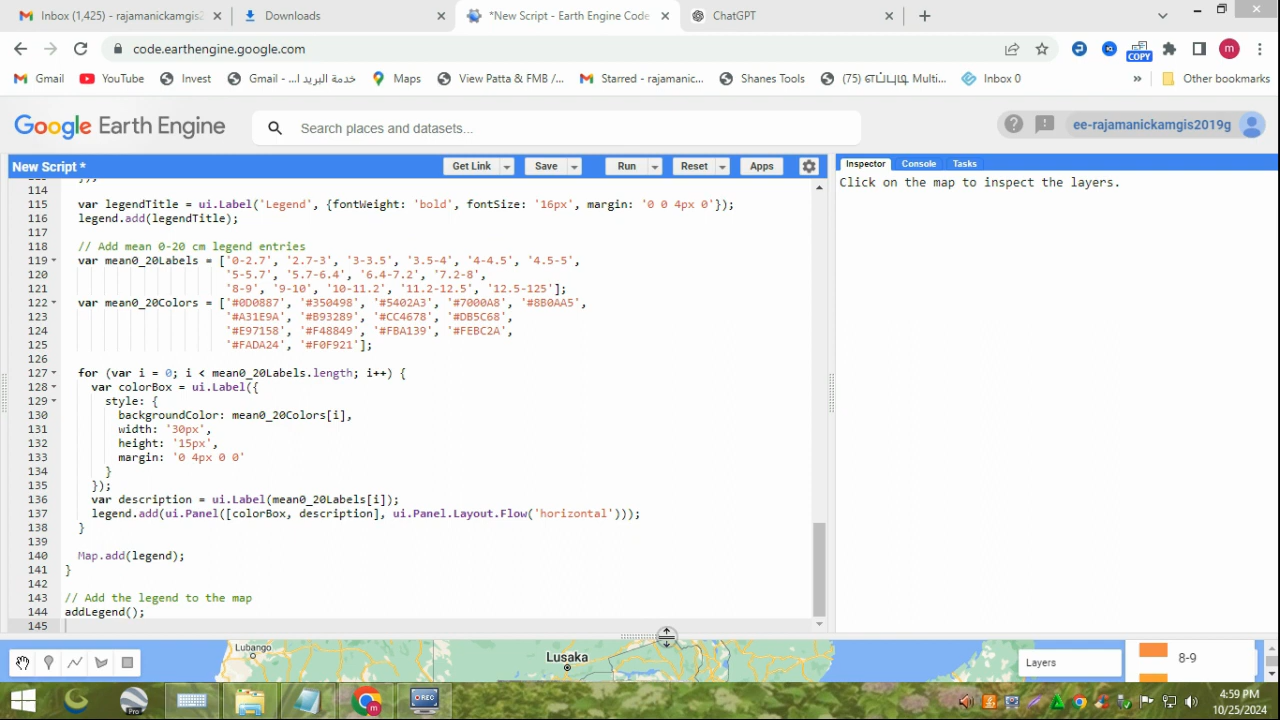 Inbox (1,425) - rajamanickamgis2
Downloads
*New Script - Earth Engine Code
ChatGPT
code.earthengine.google.com
COPY
m
Gmail
YouTube
Invest
Gmail - ... خدمة البريد ا
Maps
View Patta & FMB /...
Starred - rajamanic...
Shanes Tools
(75) எப்படி Multi...
Inbox 0
»
Other bookmarks
Google Earth Engine
Search places and datasets...
ee-rajamanickamgis2019g
New Script *
Get Link
Save
Run
Reset
Apps
Inspector
Console
Tasks
Click on the map to inspect the layers.
114
115 var legendTitle = ui.Label('Legend', {fontWeight: 'bold', fontSize: '16px', margin: '0 0 4px 0'});
116 legend.add(legendTitle);
117
118 // Add mean 0-20 cm legend entries
119 var mean0_20Labels = ['0-2.7', '2.7-3', '3-3.5', '3.5-4', '4-4.5', '4.5-5',
120 '5-5.7', '5.7-6.4', '6.4-7.2', '7.2-8',
121 '8-9', '9-10', '10-11.2', '11.2-12.5', '12.5-125'];
122 var mean0_20Colors = ['#0D0887', '#350498', '#5402A3', '#7000A8', '#8B0AA5',
123 '#A31E9A', '#B93289', '#CC4678', '#DB5C68',
124 '#E97158', '#F48849', '#FBA139', '#FEBC2A',
125 '#FADA24', '#F0F921'];
126
127 for (var i = 0; i < mean0_20Labels.length; i++) {
128 var colorBox = ui.Label({
129 style: {
130 backgroundColor: mean0_20Colors[i],
131 width: '30px',
132 height: '15px',
133 margin: '0 4px 0 0'
134 }
135 });
136 var description = ui.Label(mean0_20Labels[i]);
137 legend.add(ui.Panel([colorBox, description], ui.Panel.Layout.Flow('horizontal')));
138 }
139
140 Map.add(legend);
141 }
142
143 // Add the legend to the map
144 addLegend();
145
Lubango
Lusaka
Layers
8-9
Pro
m
REC
4:59 PM
10/25/2024